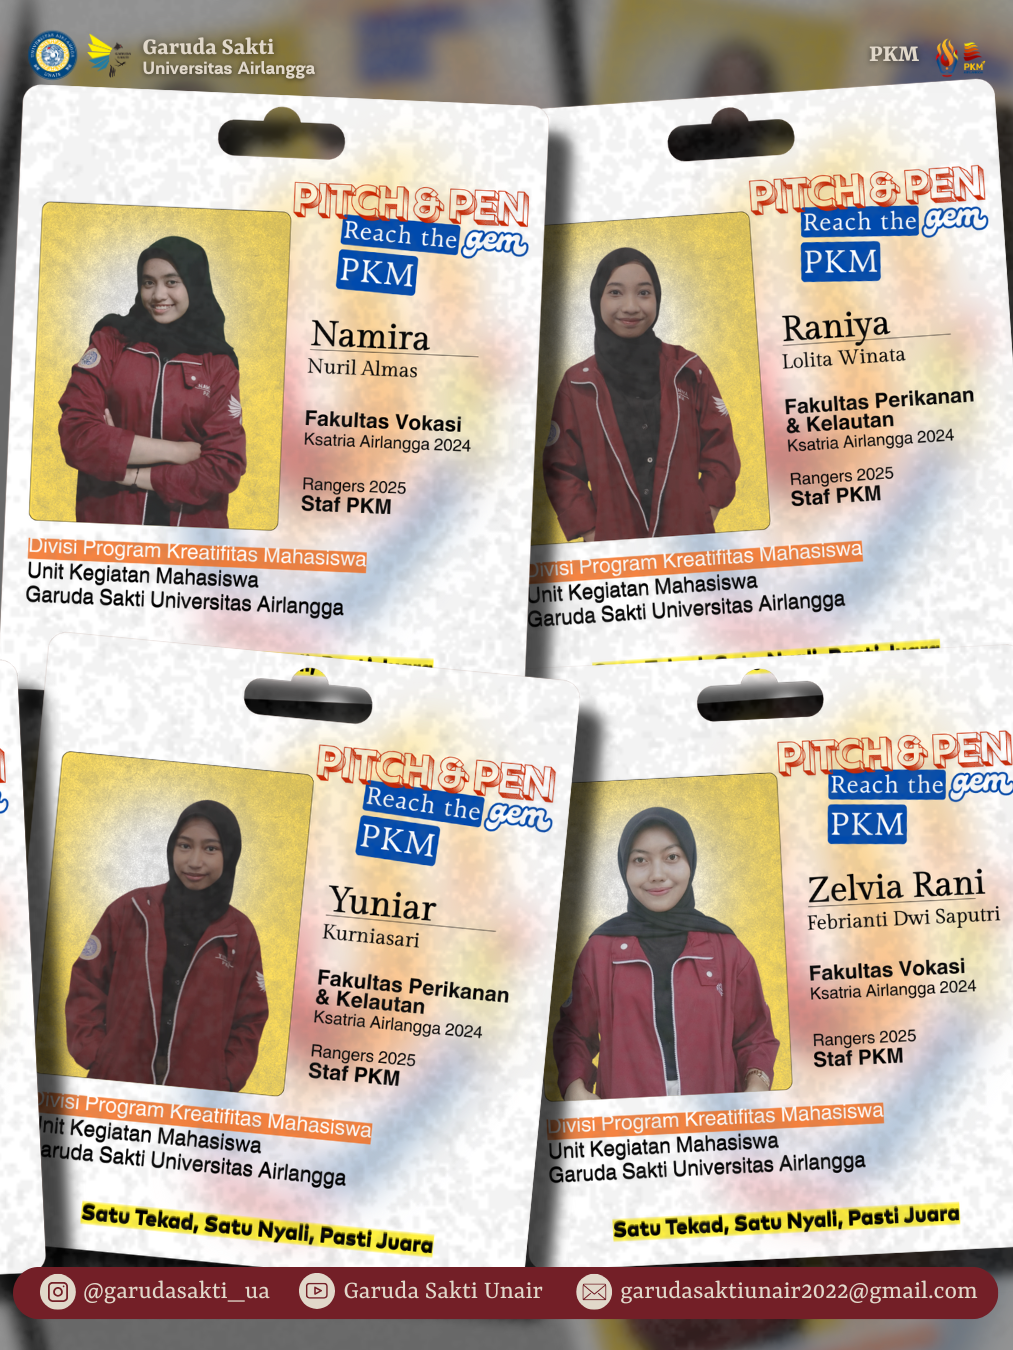 Garuda Sakti
Universitas Airlangga
PKM
PITCH & PEN
Reach the gem
PKM
Namira
Nuril Almas
Fakultas Vokasi
Ksatria Airlangga 2024
Rangers 2025
Staf PKM
Divisi Program Kreatifitas Mahasiswa
Unit Kegiatan Mahasiswa
Garuda Sakti Universitas Airlangga
PITCH & PEN
Reach the gem
PKM
Raniya
Lolita Winata
Fakultas Perikanan
& Kelautan
Ksatria Airlangga 2024
Rangers 2025
Staf PKM
Divisi Program Kreatifitas Mahasiswa
Unit Kegiatan Mahasiswa
Garuda Sakti Universitas Airlangga
PITCH & PEN
Reach the gem
PKM
Yuniar
Kurniasari
Fakultas Perikanan
& Kelautan
Ksatria Airlangga 2024
Rangers 2025
Staf PKM
Divisi Program Kreatifitas Mahasiswa
Unit Kegiatan Mahasiswa
Garuda Sakti Universitas Airlangga
Satu Tekad, Satu Nyali, Pasti Juara
PITCH & PEN
Reach the gem
PKM
Zelvia Rani
Febrianti Dwi Saputri
Fakultas Vokasi
Ksatria Airlangga 2024
Rangers 2025
Staf PKM
Divisi Program Kreatifitas Mahasiswa
Unit Kegiatan Mahasiswa
Garuda Sakti Universitas Airlangga
Satu Tekad, Satu Nyali, Pasti Juara
@garudasakti_ua
Garuda Sakti Unair
garudasaktiunair2022@gmail.com